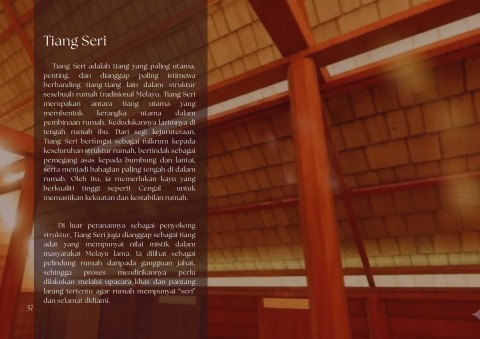 Tiang Seri
Tiang Seri adalah tiang yang paling utama,
penting, dan dianggap paling istimewa
berbanding tiang-tiang lain dalam struktur
sesebuah rumah tradisional Melayu. Tiang Seri
merupakan antara tiang utama yang
membentuk kerangka utama dalam
pembinaan rumah. Kedudukannya lazimnya di
tengah rumah ibu. Dari segi kejuruteraan,
Tiang Seri berfungsi sebagai fulkrum kepada
keseluruhan struktur rumah, bertindak sebagai
pemegang asas kepada bumbung dan lantai,
serta menjadi bahagian paling tengah di dalam
rumah. Oleh itu, ia memerlukan kayu yang
berkualiti tinggi seperti Cengal untuk
memastikan kekuatan dan kestabilan rumah.
Di luar peranannya sebagai penyokong
struktur, Tiang Seri juga dianggap sebagai tiang
adat yang mempunyai nilai mistik dalam
masyarakat Melayu lama. Ia dilihat sebagai
pelindung rumah daripada gangguan jahat,
sehingga proses mendirikannya perlu
dilakukan melalui upacara khas dan pantang
larang tertentu agar rumah mempunyai "seri"
dan selamat didiami.
57